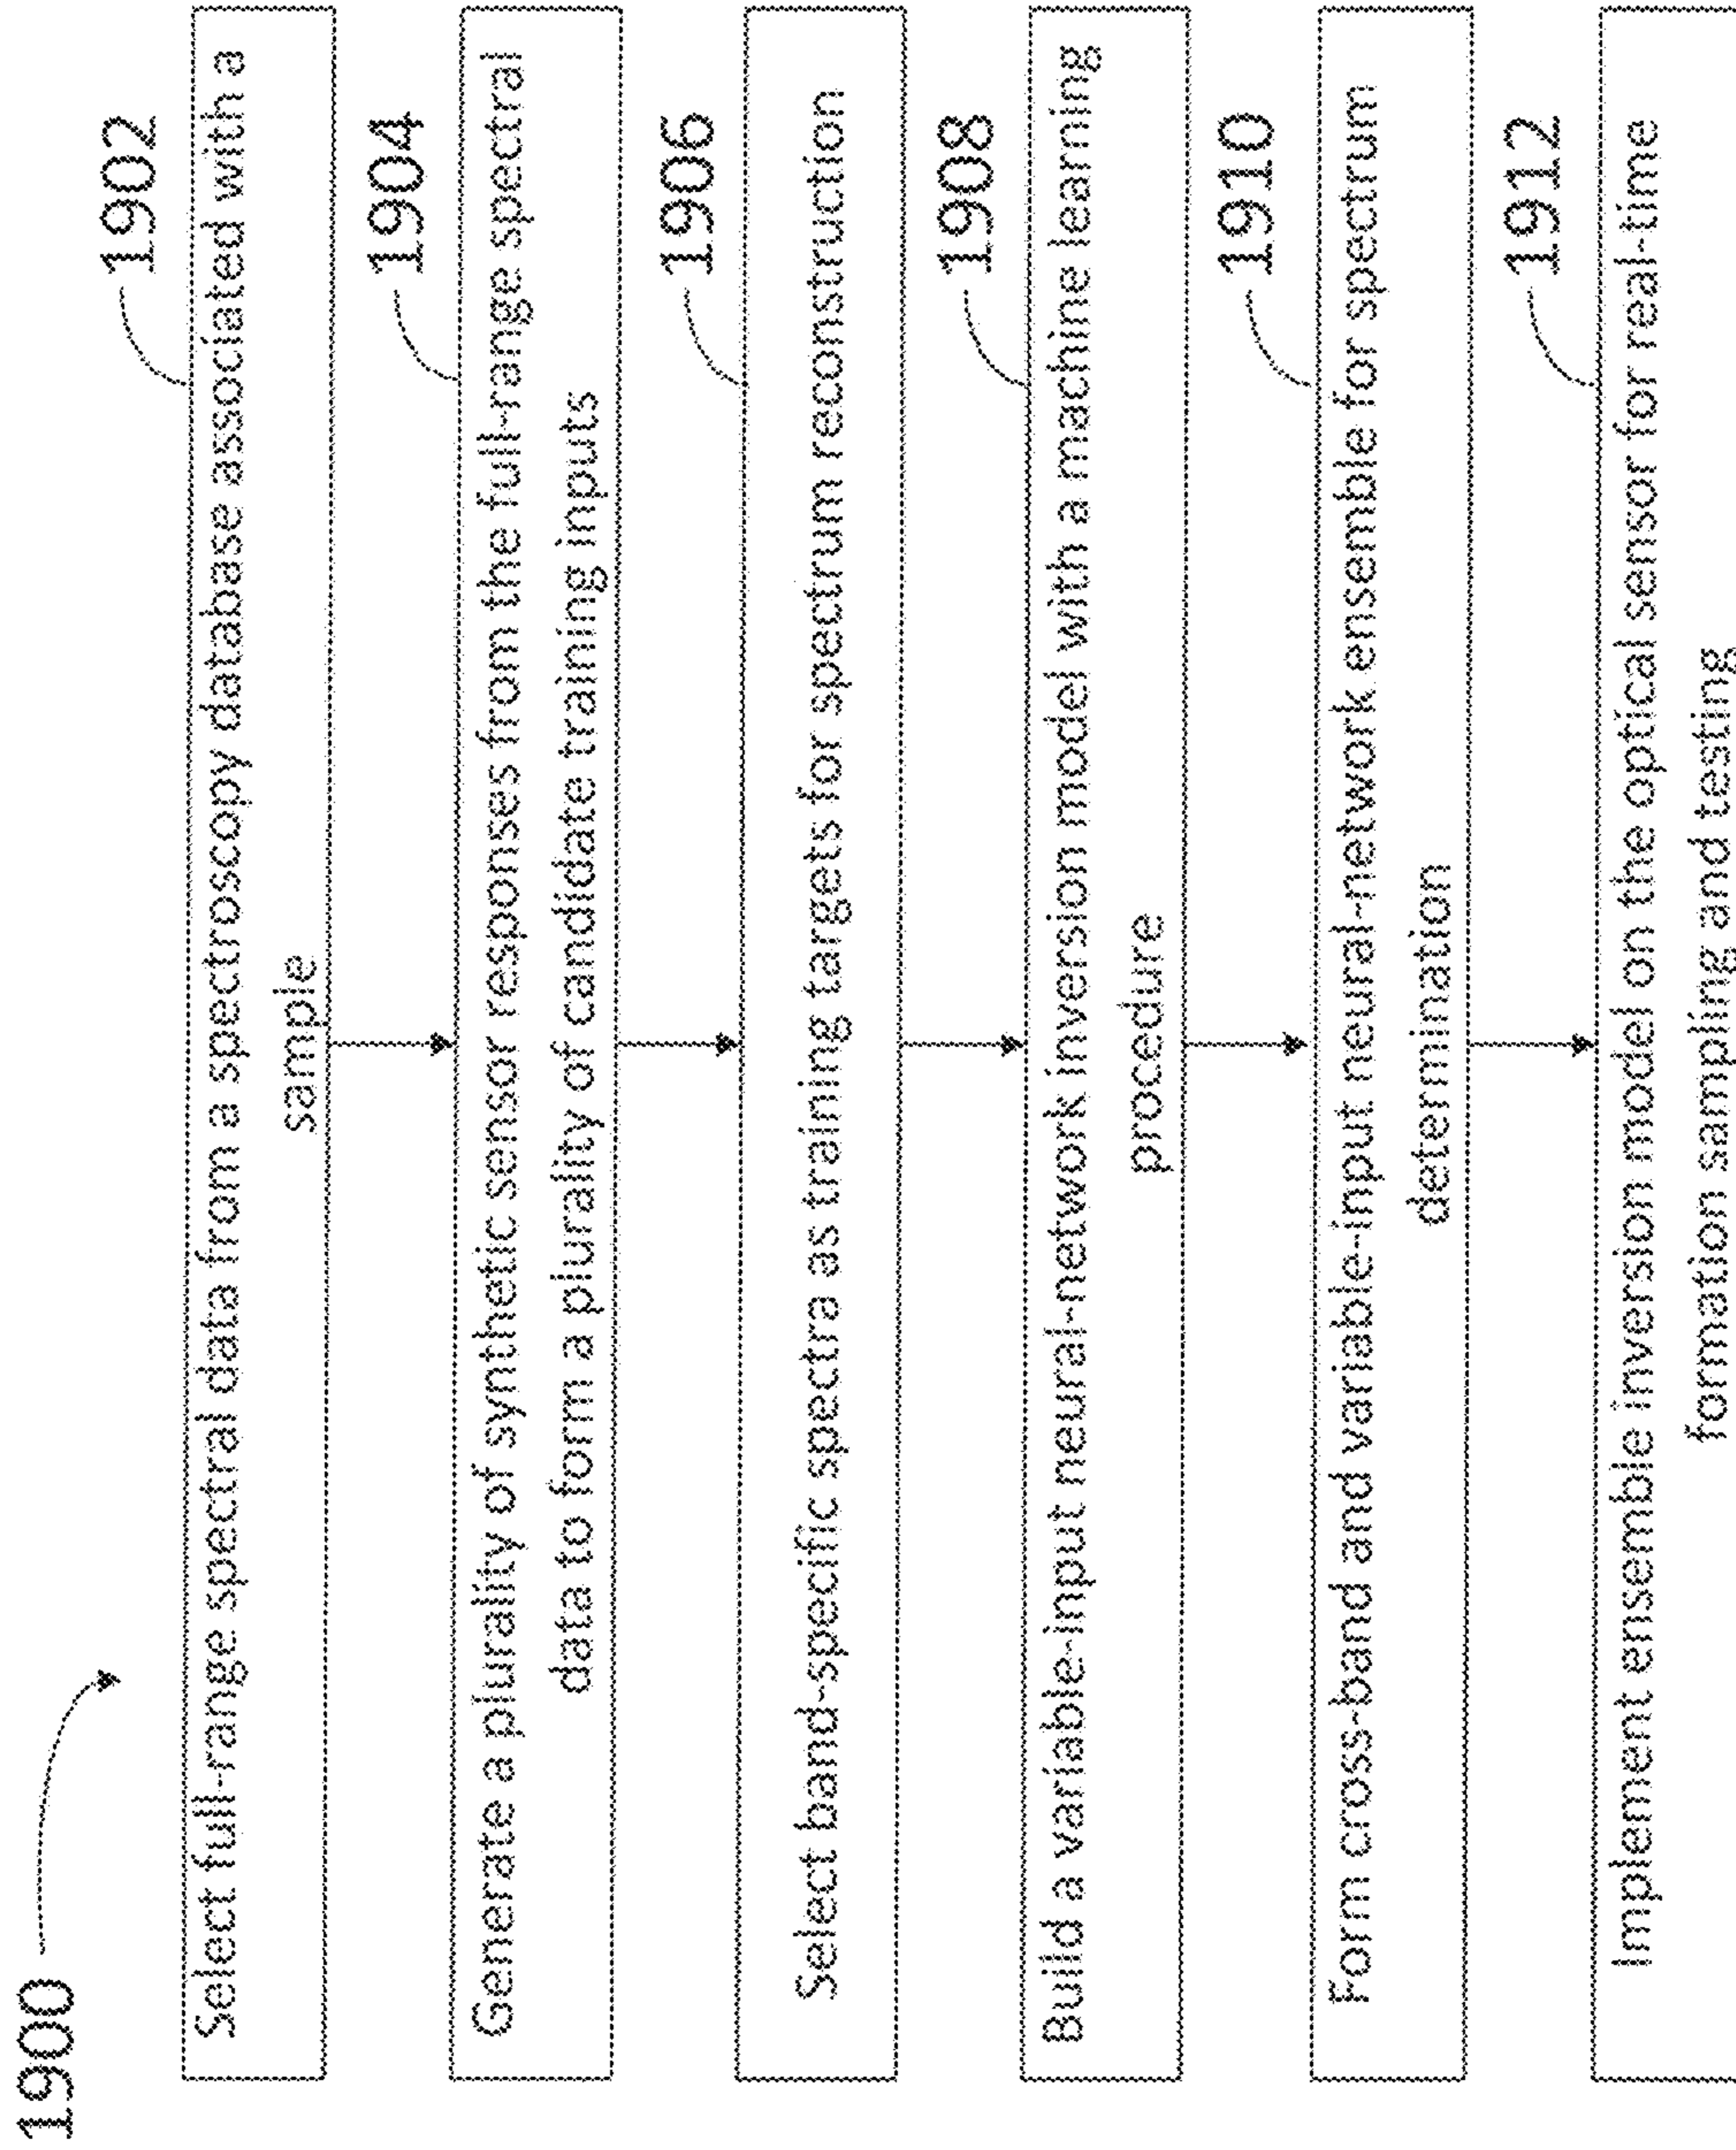 1900
1902
Select full-range spectral data from a spectroscopy database associated with a
sample
1904
Generate a plurality of synthetic sensor responses from the full-range spectral
data to form a plurality of candidate training inputs
1906
Select band-specific spectra as training targets for spectrum reconstruction
1908
Build a variable-input neural-network inversion model with a machine learning
procedure
1910
Form cross-band and variable-input neural-network ensemble for spectrum
determination
1912
Implement ensemble inversion model on the optical sensor for real-time
formation sampling and testing